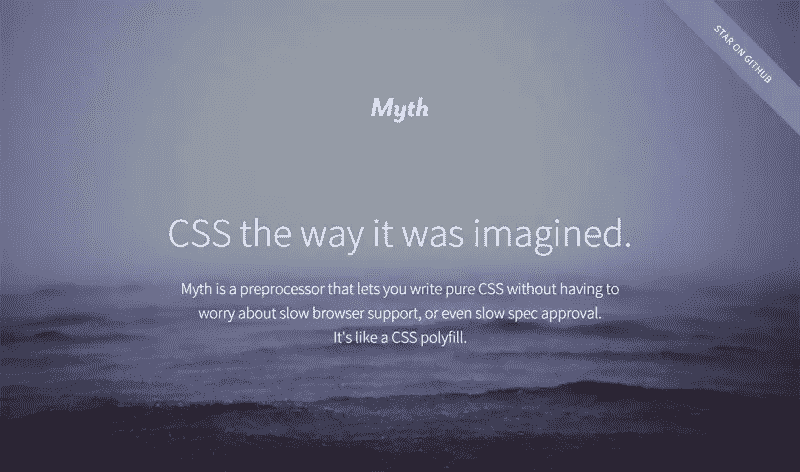 STAR ON GITHUB
Myth
CSS the way it was imagined.
Myth is a preprocessor that lets you write pure CSS without having to
worry about slow browser support, or even slow spec approval.
It's like a CSS polyfill.